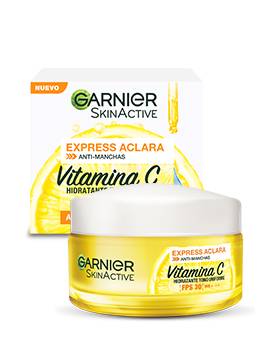 NUEVO
GARNIER
SKINACTIVE
EXPRESS ACLARA
ANTI-MANCHAS
Vitamina C
HIDRATANTE
GARNIER
SKINACTIVE
EXPRESS ACLARA
ANTI-MANCHAS
Vitamina C
HIDRATANTE TONO UNIFORME
FPS 30